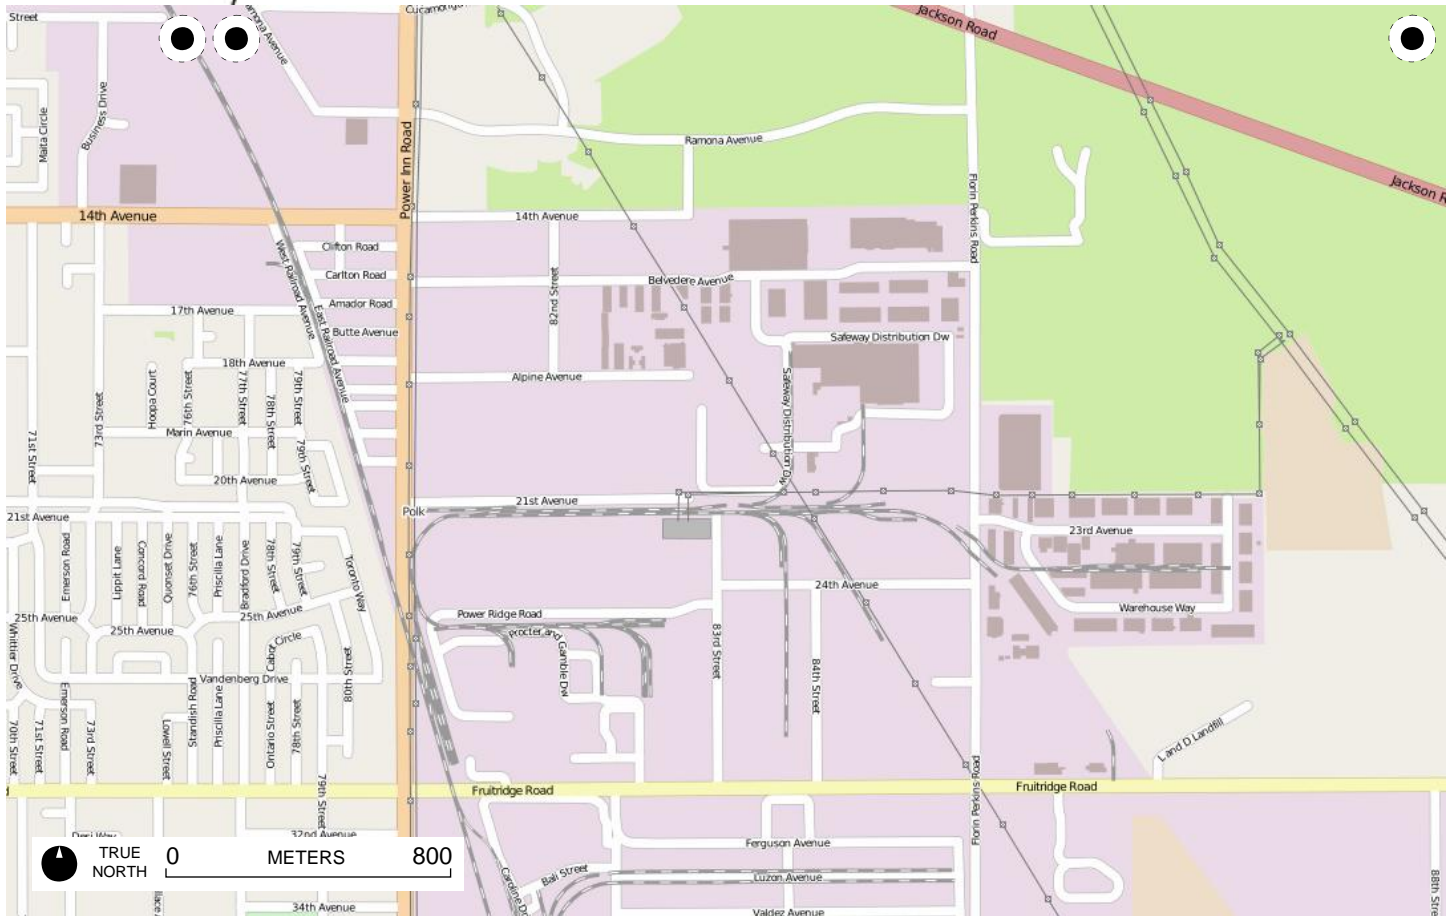 Street
Ramona Avenue
Cucamonga
Jackson Road
Business Drive
Maita Circle
Power Inn Road
Ramona Avenue
Florin Perkins Road
Jackson R
14th Avenue
14th Avenue
Clifton Road
West Railroad Avenue
Carlton Road
82nd Street
Belvedere Avenue
17th Avenue
Amador Road
East Railroad Avenue
Butte Avenue
Safeway Distribution Dw
18th Avenue
Hoopa Court
76th Street
77th Street
78th Street
79th Street
Alpine Avenue
Safeway Distribution Dw
73rd Street
71st Street
Marin Avenue
79th Street
20th Avenue
21st Avenue
21st Avenue
Polk
23rd Avenue
Emerson Road
Lippit Lane
Concord Road
Quonset Drive
76th Street
Priscilla Lane
Bradford Drive
78th Street
79th Street
Toronto Way
24th Avenue
Warehouse Way
25th Avenue
25th Avenue
25th Avenue
Power Ridge Road
Procter and
Gamble Dw
Whittier Drive
Cabot Circle
83rd Street
84th Street
80th Street
Vandenberg Drive
70th Street
71st Street
Emerson Road
73rd Street
Lowell Street
Standish Road
Priscilla Lane
Ontario Street
78th Street
L and D Landfill
79th Street
Florin Perkins Road
d
Fruitridge Road
Fruitridge Road
32nd Avenue
Ferguson Avenue
TRUE
NORTH
0 METERS 800
Caroline Dr
Bali Street
Luzon Avenue
88th Stre
34th Avenue
Valdez Avenue